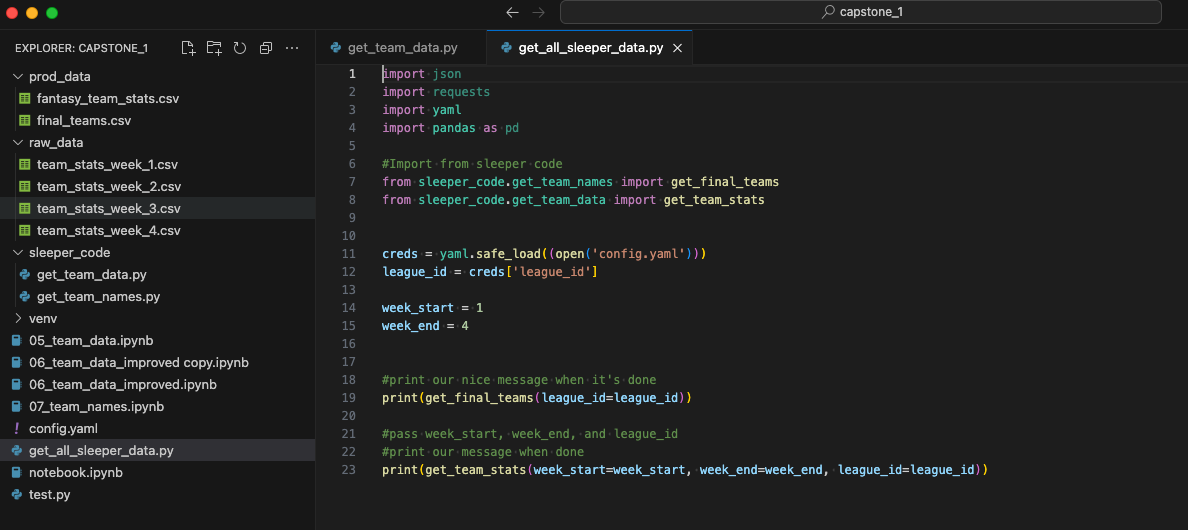 capstone_1
EXPLORER: CAPSTONE_1
prod_data
fantasy_team_stats.csv
final_teams.csv
raw_data
team_stats_week_1.csv
team_stats_week_2.csv
team_stats_week_3.csv
team_stats_week_4.csv
sleeper_code
get_team_data.py
get_team_names.py
venv
05_team_data.ipynb
06_team_data_improved copy.ipynb
06_team_data_improved.ipynb
07_team_names.ipynb
! config.yaml
get_all_sleeper_data.py
notebook.ipynb
test.py
get_team_data.py
get_all_sleeper_data.py
1 import json
2 import requests
3 import yaml
4 import pandas as pd
5
6 #Import from sleeper code
7 from sleeper_code.get_team_names import get_final_teams
8 from sleeper_code.get_team_data import get_team_stats
9
10
11 creds = yaml.safe_load((open('config.yaml')))
12 league_id = creds['league_id']
13
14 week_start = 1
15 week_end = 4
16
17
18 #print our nice message when it's done
19 print(get_final_teams(league_id=league_id))
20
21 #pass week_start, week_end, and league_id
22 #print our message when done
23 print(get_team_stats(week_start=week_start, week_end=week_end, league_id=league_id))